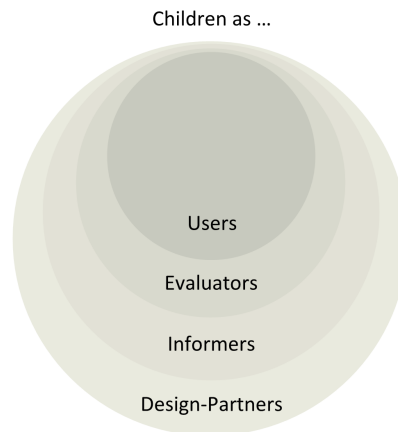 Children as …
Users
Evaluators
Informers
Design-Partners